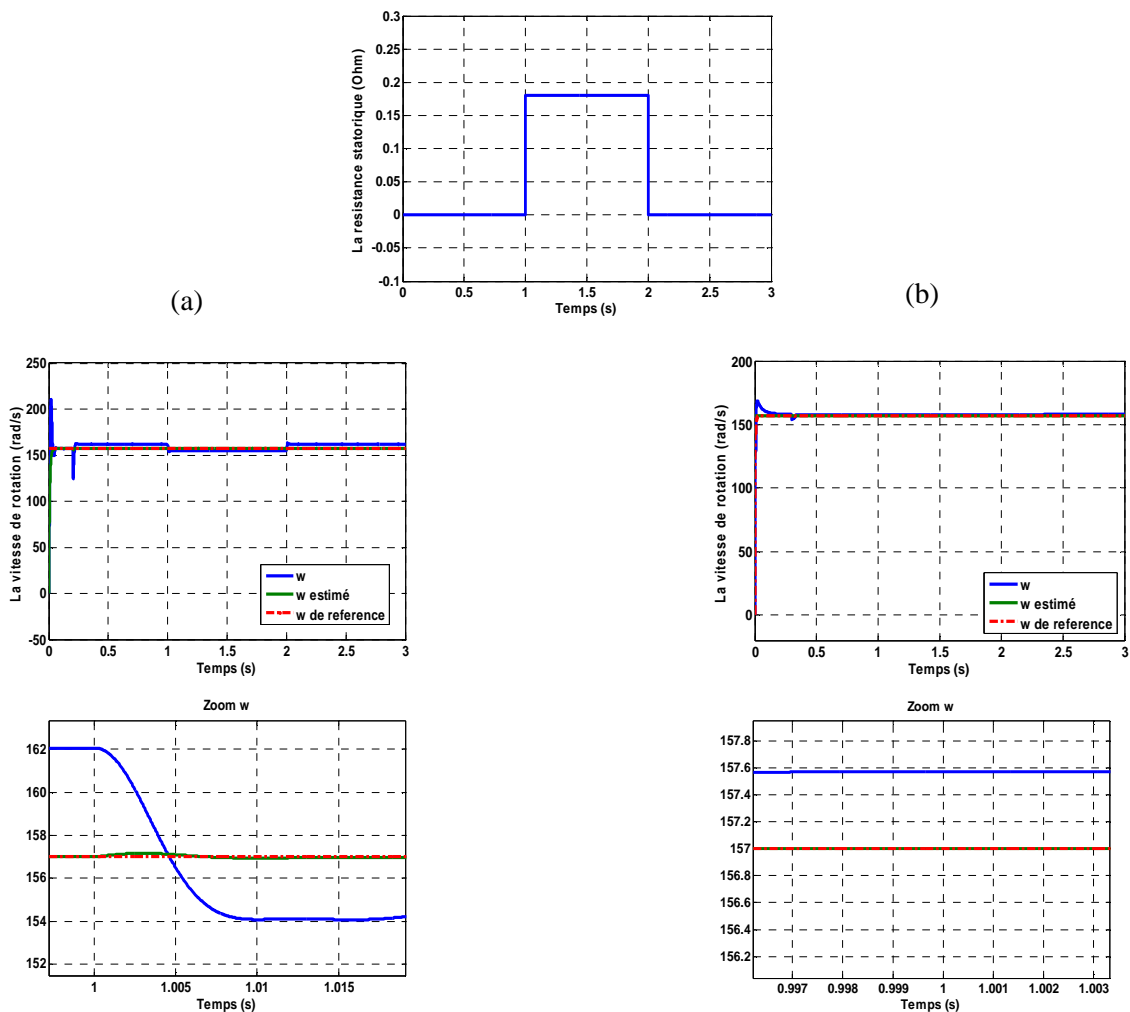 0.3
0.25
0.2
0.15
0.1
0.05
0
-0.05
-0.1
La resistance statorique (Ohm)
0 0.5 1 1.5 2 2.5 3
Temps (s)
(a)
(b)
250
200
150
100
50
0
-50
La vitesse de rotation (rad/s)
w
w estimé
w de reference
0 0.5 1 1.5 2 2.5 3
Temps (s)
200
150
100
50
0
La vitesse de rotation (rad/s)
w
w estimé
w de reference
0 0.5 1 1.5 2 2.5 3
Temps (s)
Zoom w
162
160
158
156
154
152
1 1.005 1.01 1.015
Temps (s)
Zoom w
157.8
157.6
157.4
157.2
157
156.8
156.6
156.4
156.2
0.997 0.998 0.999 1 1.001 1.002 1.003
Temps (s)